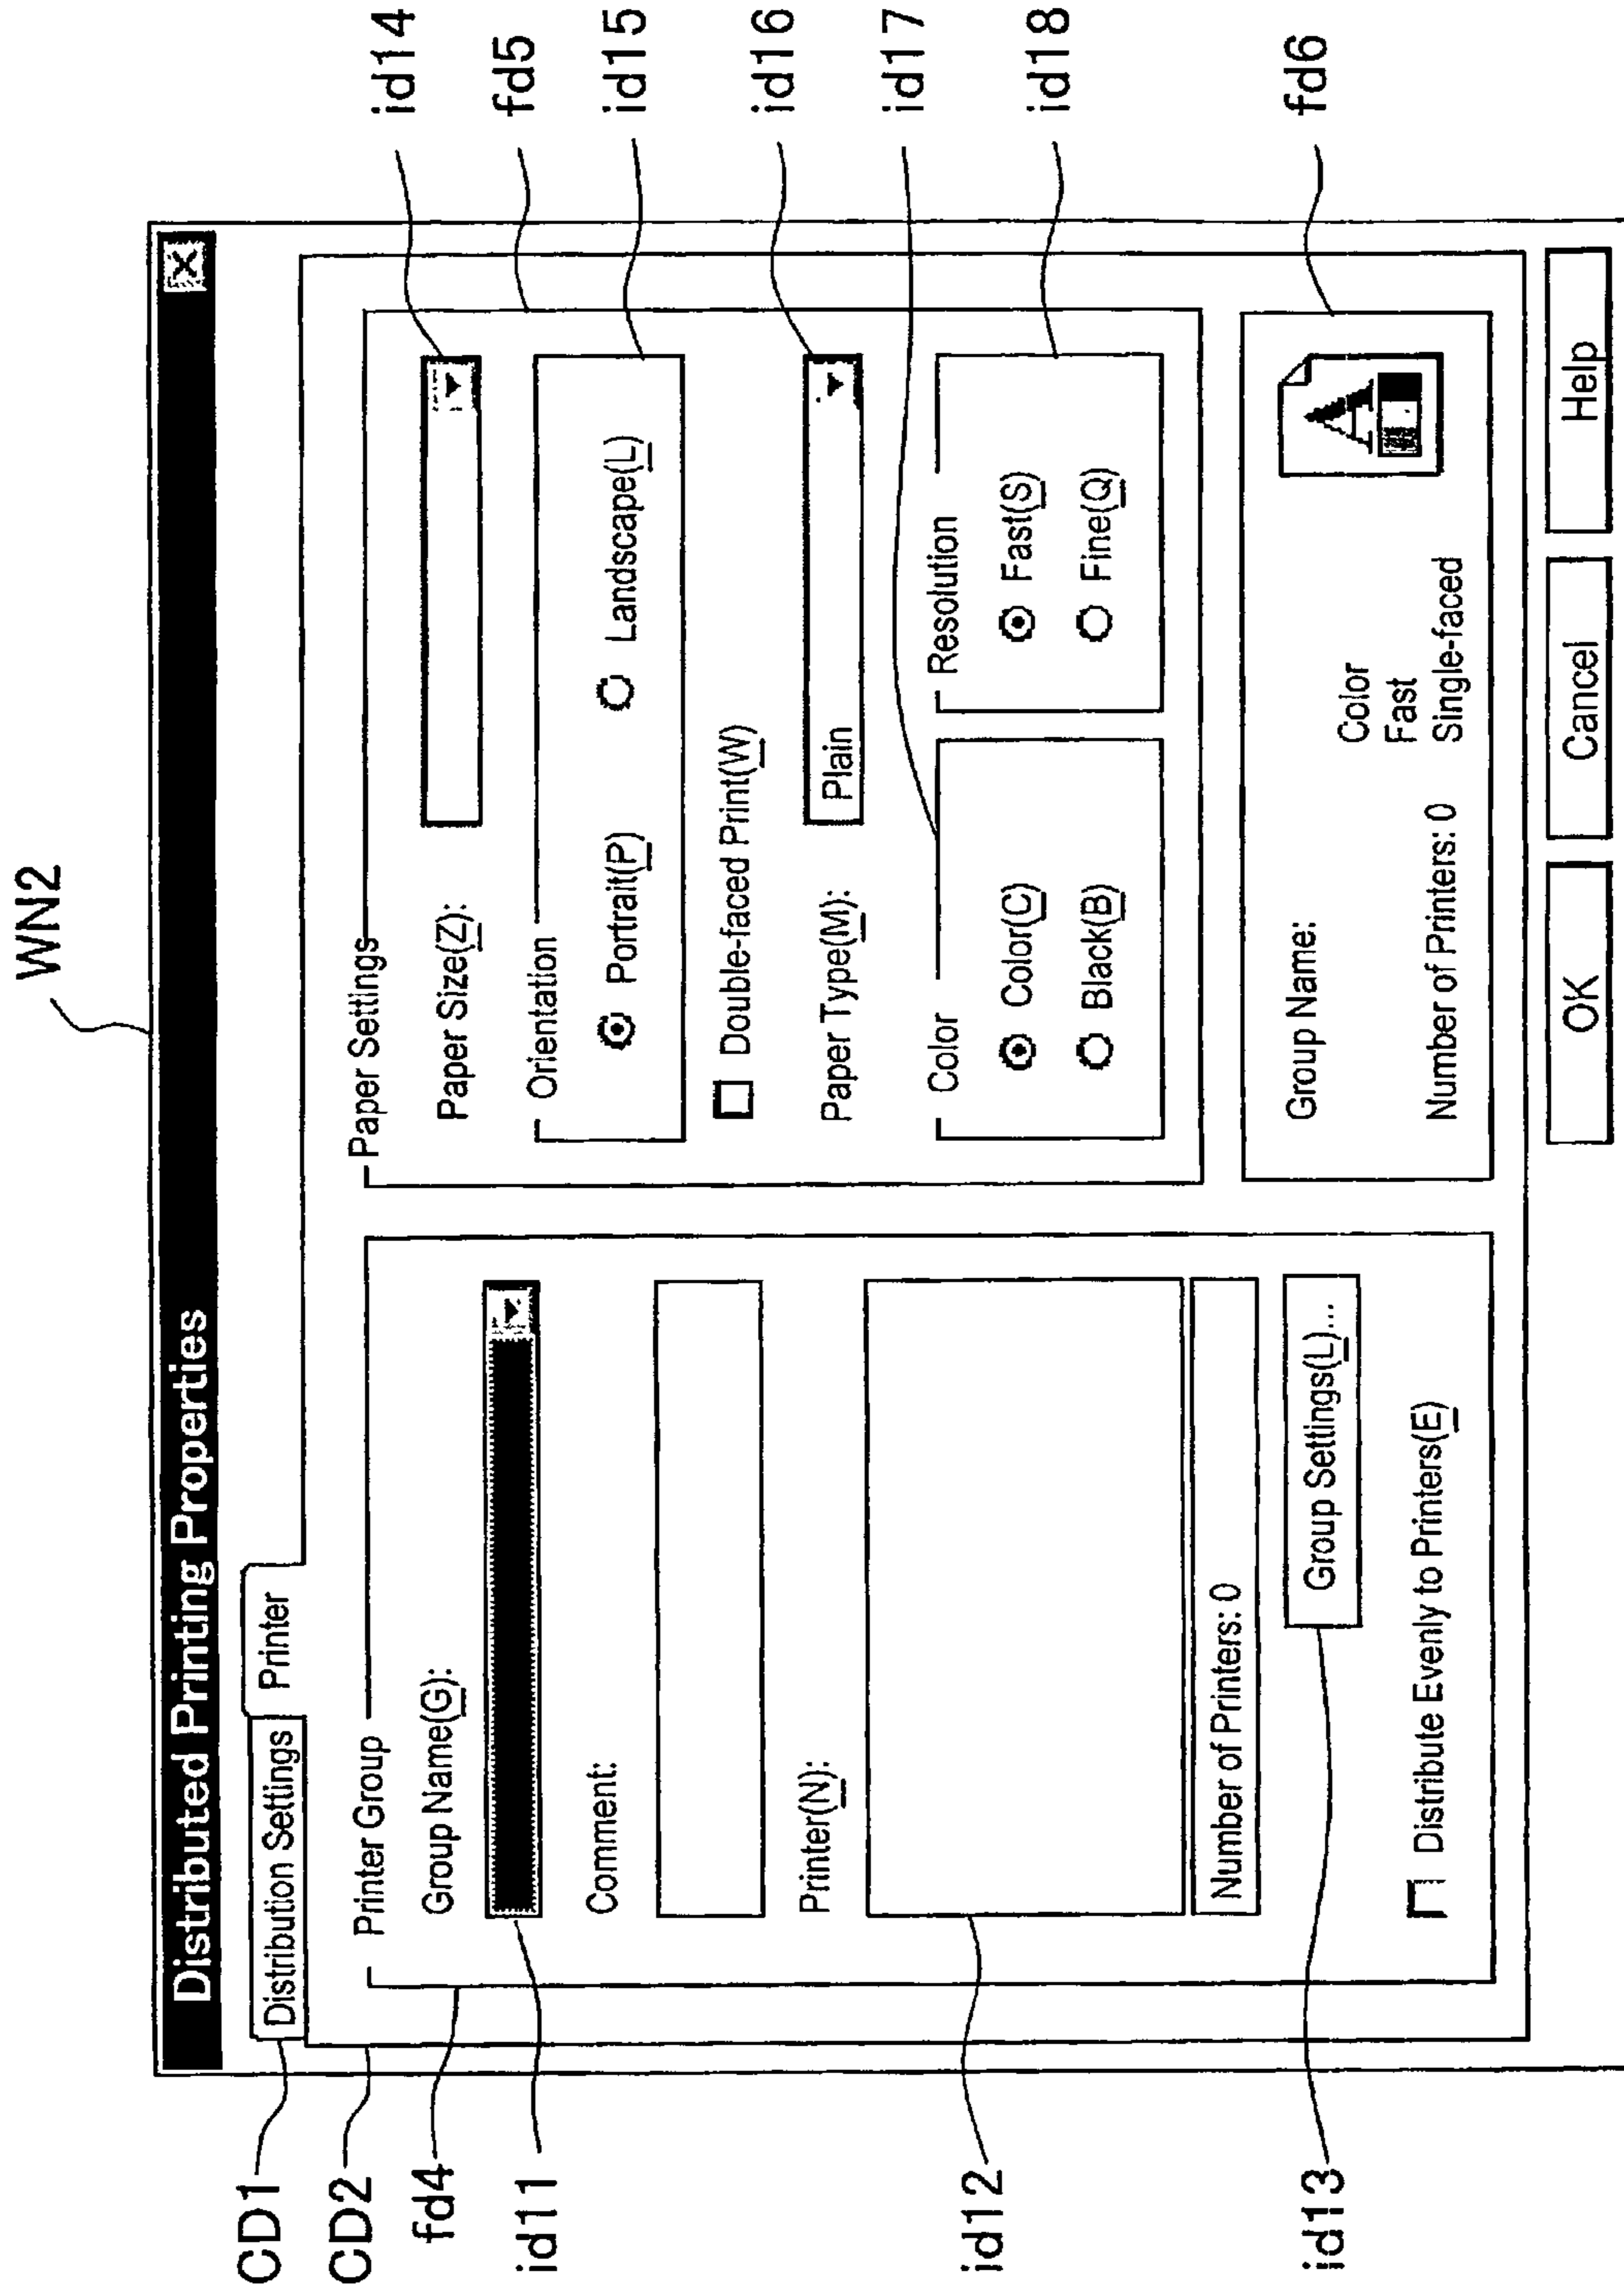 WN2
Distributed Printing Properties
X
CD1
Distribution Settings
Printer
CD2
fd4
Printer Group
Group Name(G):
id11
Comment:
Printer(N):
id12
Number of Printers: 0
id13
Group Settings(L)...
Distribute Evenly to Printers(E)
Paper Settings
Paper Size(Z):
id14
fd5
Orientation
Portrait(P)
Landscape(L)
id15
Double-faced Print(W)
Paper Type(M):
Plain
id16
Color
id17
Color(C)
Black(B)
Resolution
Fast(S)
Fine(Q)
id18
Group Name:
A
fd6
Color
Fast
Number of Printers: 0
Single-faced
OK
Cancel
Help